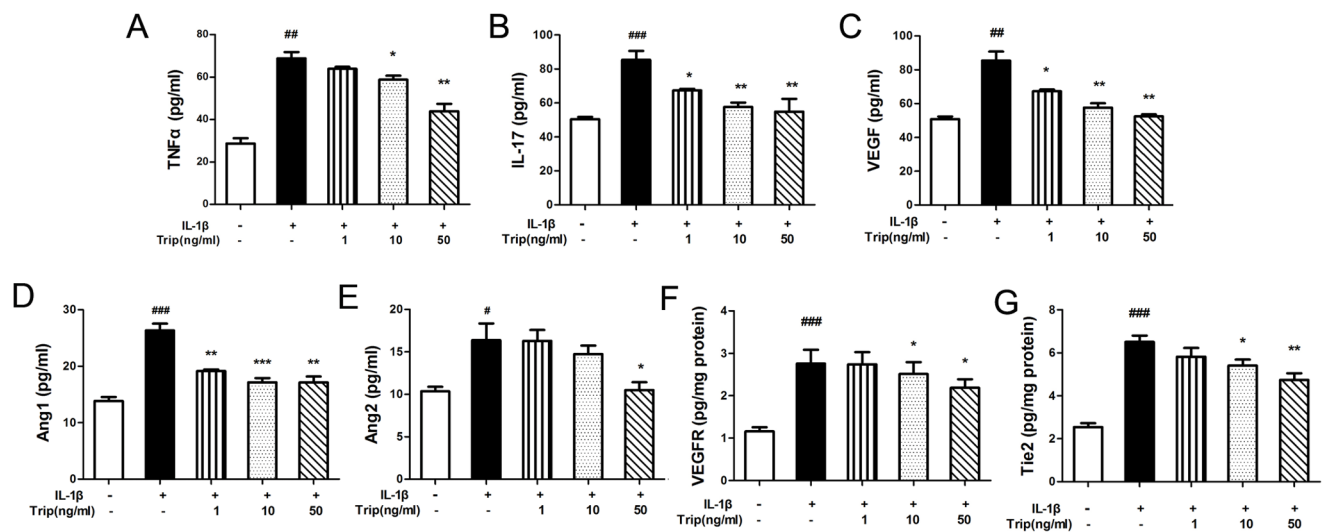 A
TNFα (pg/ml)
80
60
40
20
0
##
*
**
IL-1β - + + + +
Trip(ng/ml) - - 1 10 50
B
IL-17 (pg/ml)
100
80
60
40
20
0
###
*
**
**
IL-1β - + + + +
Trip(ng/ml) - - 1 10 50
C
VEGF (pg/ml)
100
80
60
40
20
0
##
*
**
**
IL-1β - + + + +
Trip(ng/ml) - - 1 10 50
D
Ang1 (pg/ml)
30
20
10
0
###
**
***
**
IL-1β - + + + +
Trip(ng/ml) - - 1 10 50
E
Ang2 (pg/ml)
20
15
10
5
0
#
*
IL-1β - + + + +
Trip(ng/ml) - - 1 10 50
F
VEGFR (pg/mg protein)
4
3
2
1
0
###
*
*
IL-1β - + + + +
Trip(ng/ml) - - 1 10 50
G
Tie2 (pg/mg protein)
8
6
4
2
0
###
*
**
IL-1β - + + + +
Trip(ng/ml) - - 1 10 50